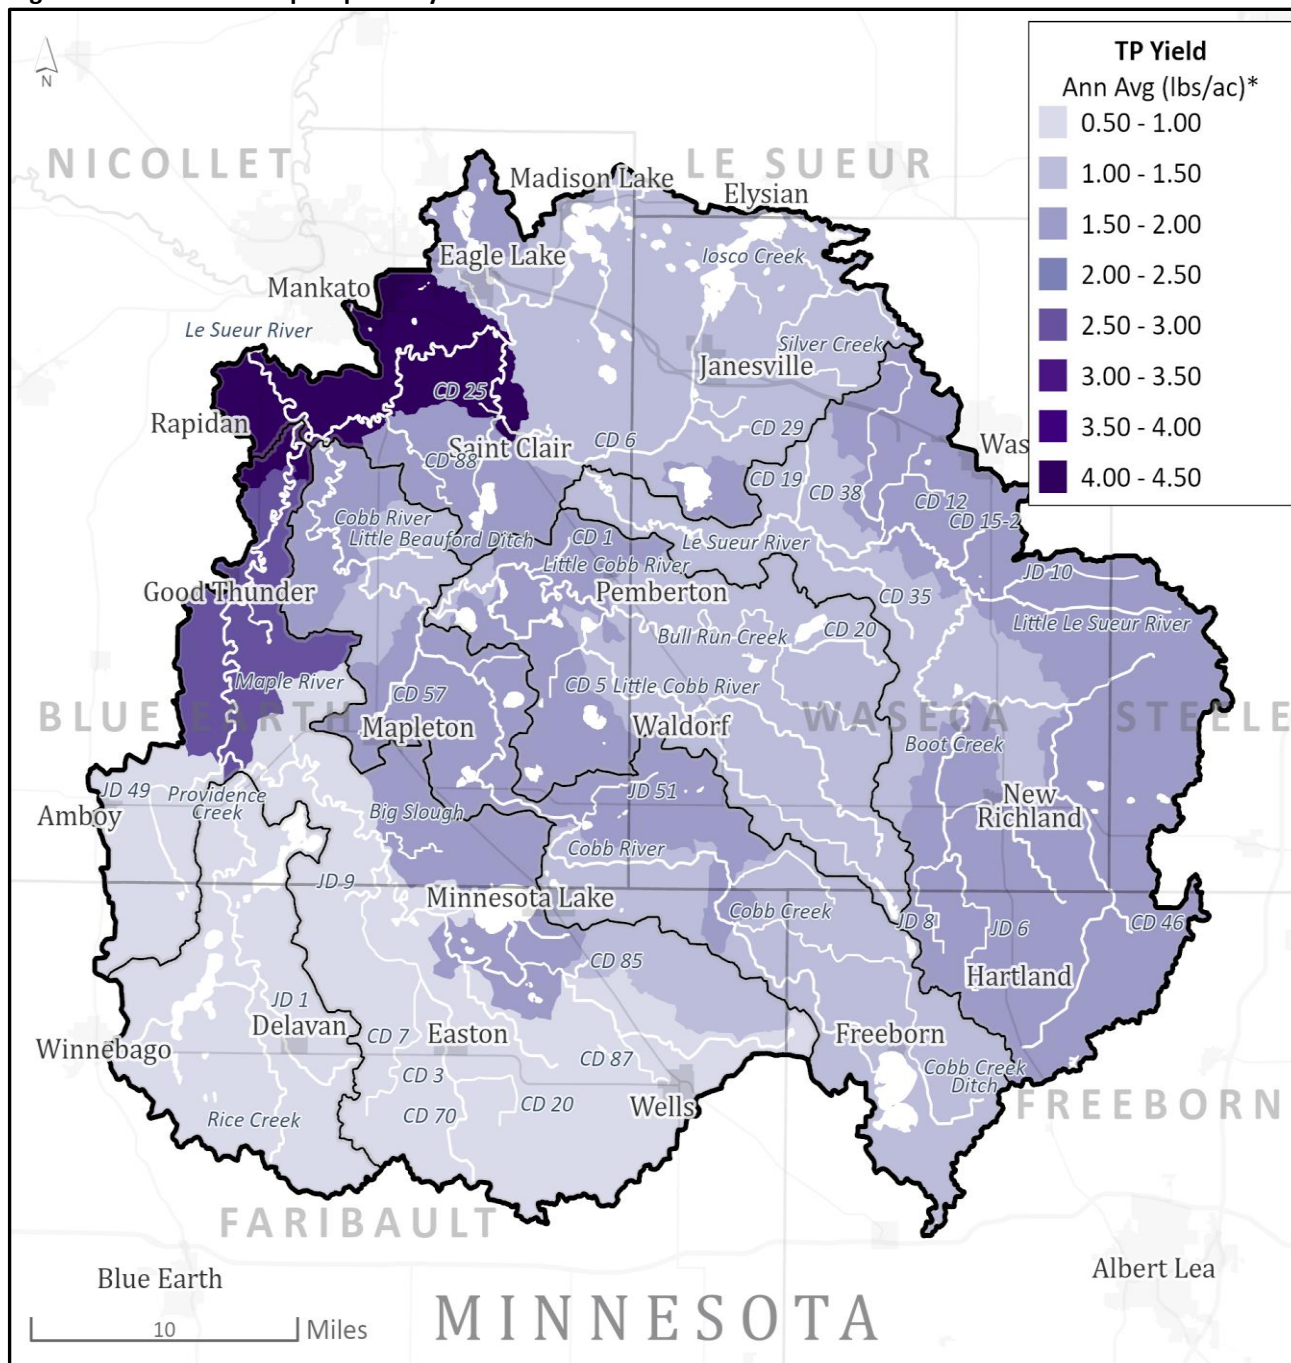 TP Yield
Ann Avg (lbs/ac)*
0.50 - 1.00
1.00 - 1.50
1.50 - 2.00
2.00 - 2.50
2.50 - 3.00
3.00 - 3.50
3.50 - 4.00
4.00 - 4.50
N
NICOLLET
LE SUEUR
Madison Lake
Elysian
Eagle Lake
Iosco Creek
Mankato
Le Sueur River
Silver Creek
Janesville
CD 25
Rapidan
Saint Clair
CD 6
CD 29
Was
CD 88
CD 19
CD 38
CD 12
CD 15-2
Cobb River
Little Beauford Ditch
CD 1
Le Sueur River
Little Cobb River
JD 10
Good Thunder
Pemberton
CD 35
Little Le Sueur River
Bull Run Creek
CD 20
Maple River
CD 57
CD 5
Little Cobb River
BLUE EARTH
Mapleton
Waldorf
WASECA
STEELE
Boot Creek
JD 49
Providence
Creek
JD 51
New
Richland
Amboy
Big Slough
Cobb River
JD 9
Minnesota Lake
Cobb Creek
JD 8
JD 6
CD 46
CD 85
Hartland
JD 1
Delavan
CD 7
Easton
Freeborn
Winnebago
CD 87
CD 3
Cobb Creek
Ditch
CD 70
CD 20
Wells
Rice Creek
FREEBORN
FARIBAULT
Blue Earth
Albert Lea
MINNESOTA
10
Miles